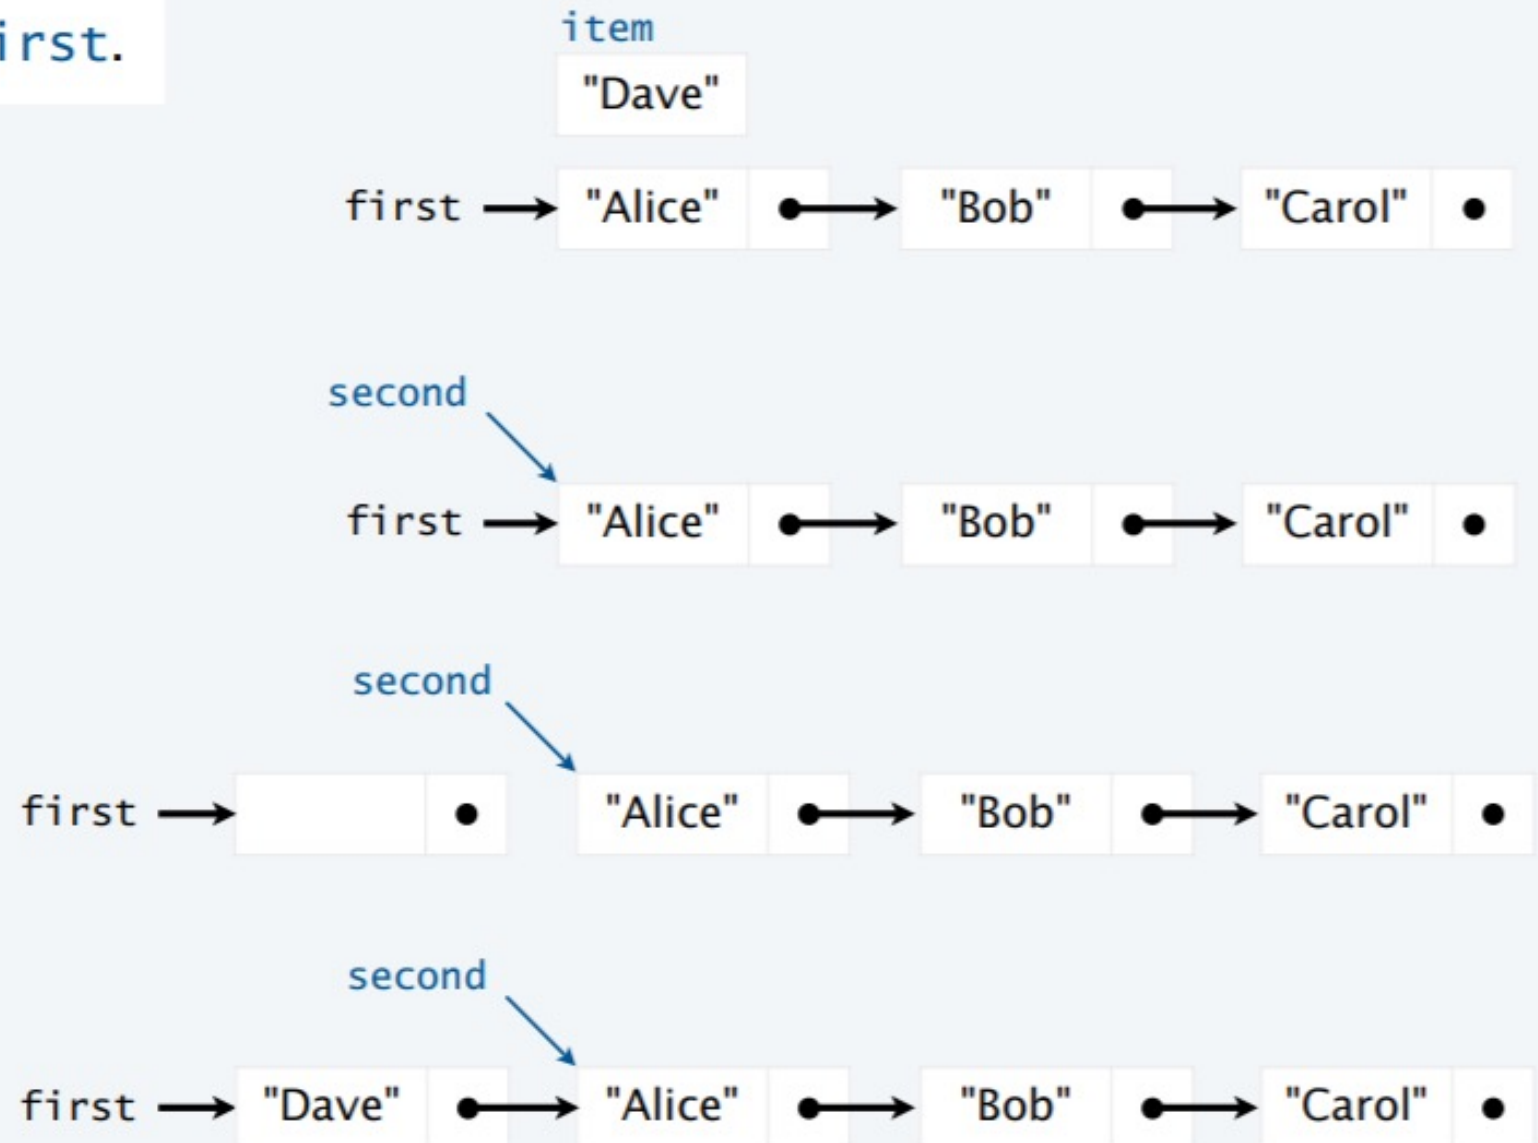 irst.
item
"Dave"
first "Alice" "Bob" "Carol"
second
first "Alice" "Bob" "Carol"
second
first "Alice" "Bob" "Carol"
second
first "Dave" "Alice" "Bob" "Carol"